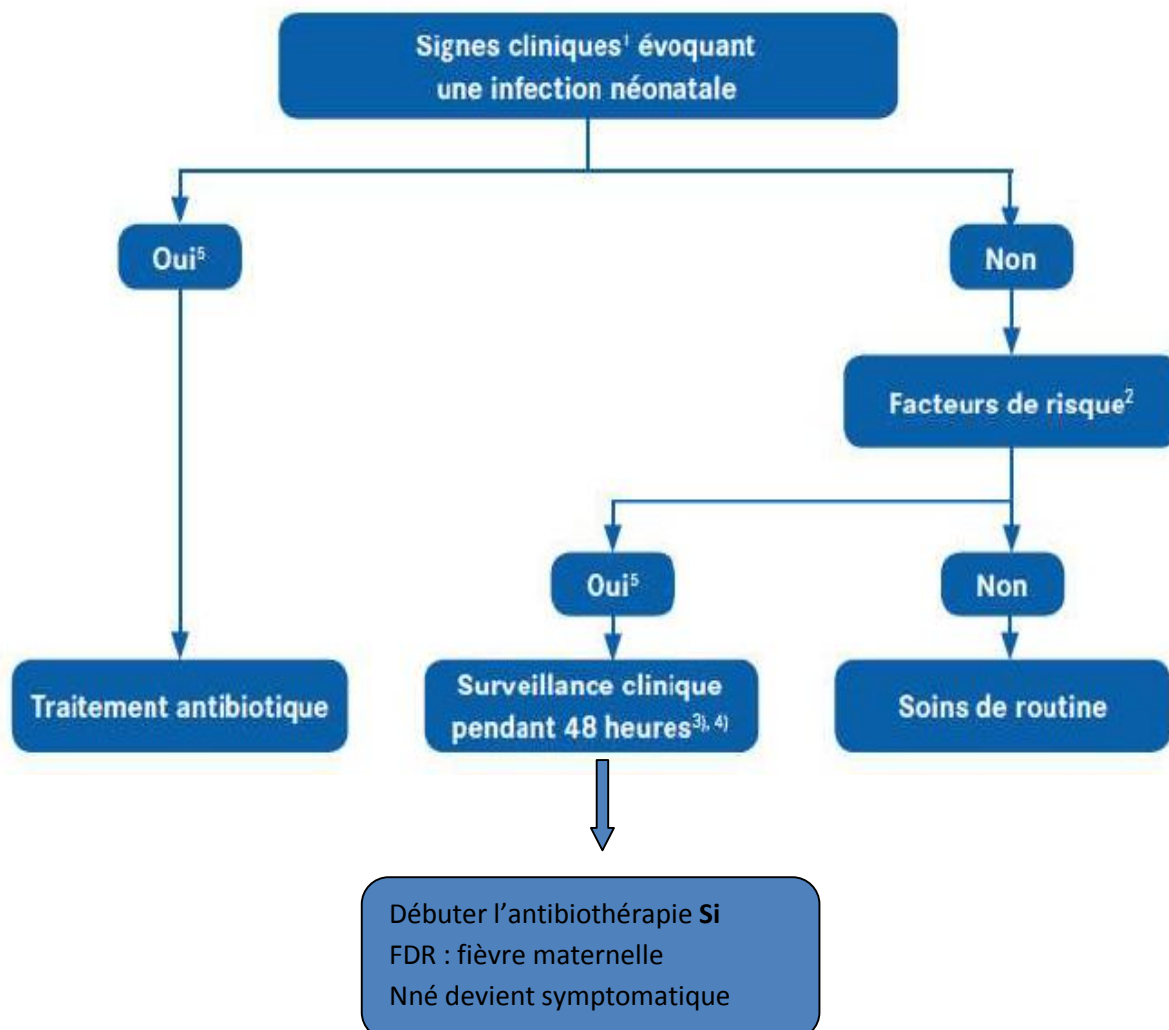 Signes cliniques¹ évoquant
une infection néonatale
Oui⁵
Non
Facteurs de risque²
Oui⁵
Non
Traitement antibiotique
Surveillance clinique
pendant 48 heures³⁾, ⁴⁾
Soins de routine
Débuter l’antibiothérapie Si
FDR : fièvre maternelle
Nné devient symptomatique